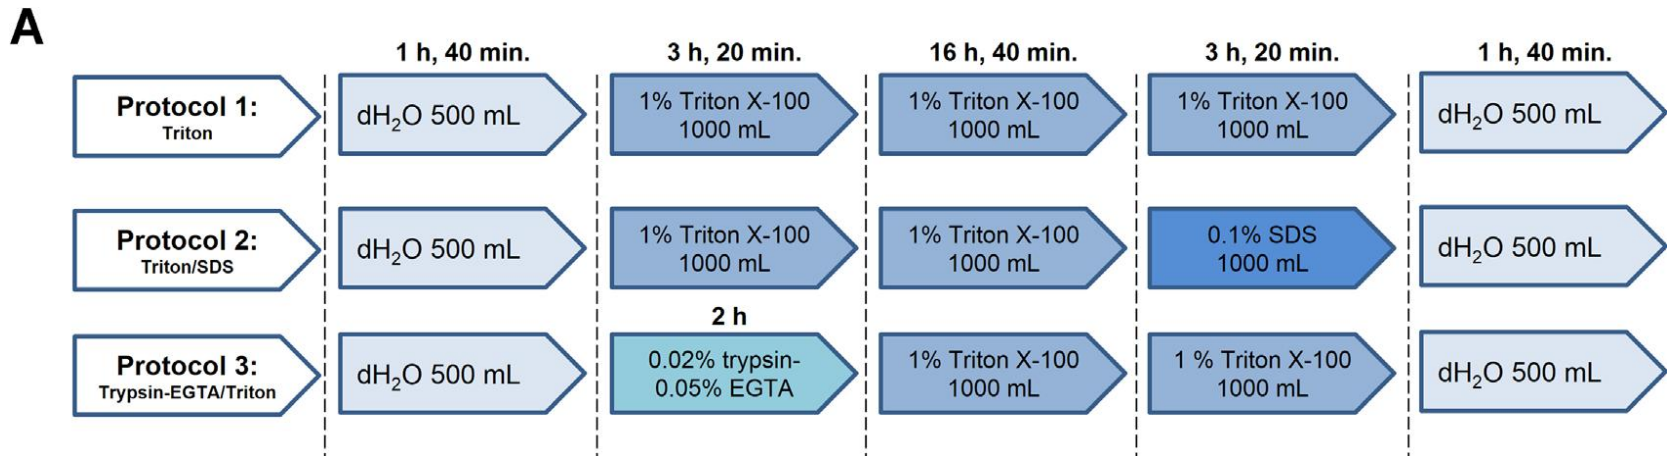 A
1 h, 40 min.
3 h, 20 min.
16 h, 40 min.
3 h, 20 min.
1 h, 40 min.
Protocol 1:
Triton
dH₂O 500 mL
1% Triton X-100
1000 mL
1% Triton X-100
1000 mL
1% Triton X-100
1000 mL
dH₂O 500 mL
Protocol 2:
Triton/SDS
dH₂O 500 mL
1% Triton X-100
1000 mL
1% Triton X-100
1000 mL
0.1% SDS
1000 mL
dH₂O 500 mL
2 h
Protocol 3:
Trypsin-EGTA/Triton
dH₂O 500 mL
0.02% trypsin-
0.05% EGTA
1% Triton X-100
1000 mL
1 % Triton X-100
1000 mL
dH₂O 500 mL